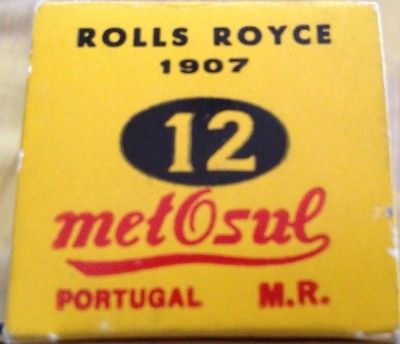 ROLLS ROYCE
1907
12
metOsul
PORTUGAL M.R.